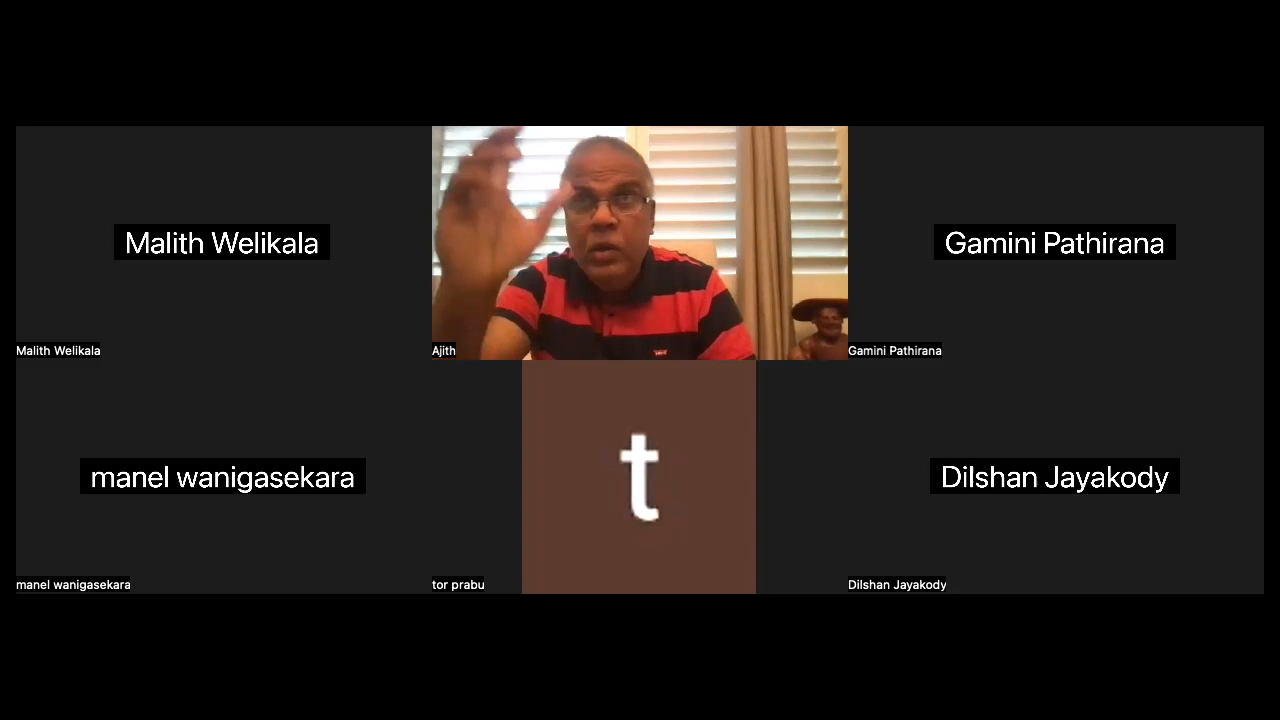 Malith Welikala
Malith Welikala
Ajith
Gamini Pathirana
Gamini Pathirana
manel wanigasekara
manel wanigasekara
t
tor prabu
Dilshan Jayakody
Dilshan Jayakody